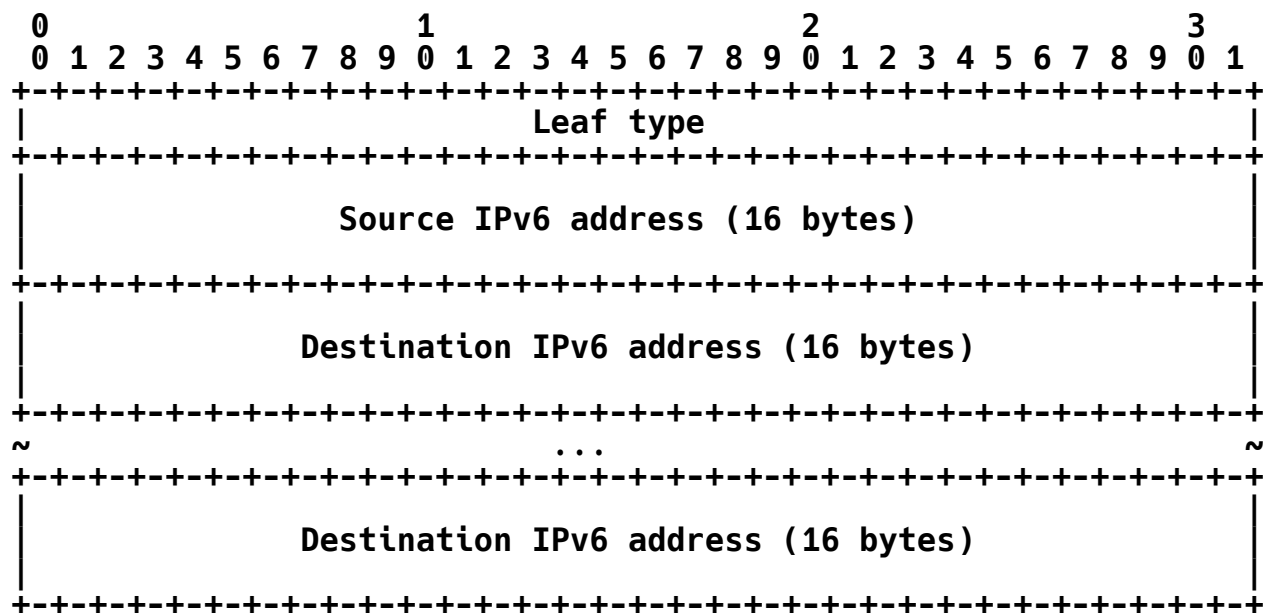 0                   1                   2                   3
0 1 2 3 4 5 6 7 8 9 0 1 2 3 4 5 6 7 8 9 0 1 2 3 4 5 6 7 8 9 0 1
+-+-+-+-+-+-+-+-+-+-+-+-+-+-+-+-+-+-+-+-+-+-+-+-+-+-+-+-+-+-+-+-+
|                          Leaf type                            |
+-+-+-+-+-+-+-+-+-+-+-+-+-+-+-+-+-+-+-+-+-+-+-+-+-+-+-+-+-+-+-+-+
|                                                               |
|                Source IPv6 address (16 bytes)                 |
|                                                               |
+-+-+-+-+-+-+-+-+-+-+-+-+-+-+-+-+-+-+-+-+-+-+-+-+-+-+-+-+-+-+-+-+
|                                                               |
|              Destination IPv6 address (16 bytes)              |
|                                                               |
+-+-+-+-+-+-+-+-+-+-+-+-+-+-+-+-+-+-+-+-+-+-+-+-+-+-+-+-+-+-+-+-+
~                           ...                                 ~
+-+-+-+-+-+-+-+-+-+-+-+-+-+-+-+-+-+-+-+-+-+-+-+-+-+-+-+-+-+-+-+-+
|                                                               |
|              Destination IPv6 address (16 bytes)              |
|                                                               |
+-+-+-+-+-+-+-+-+-+-+-+-+-+-+-+-+-+-+-+-+-+-+-+-+-+-+-+-+-+-+-+-+